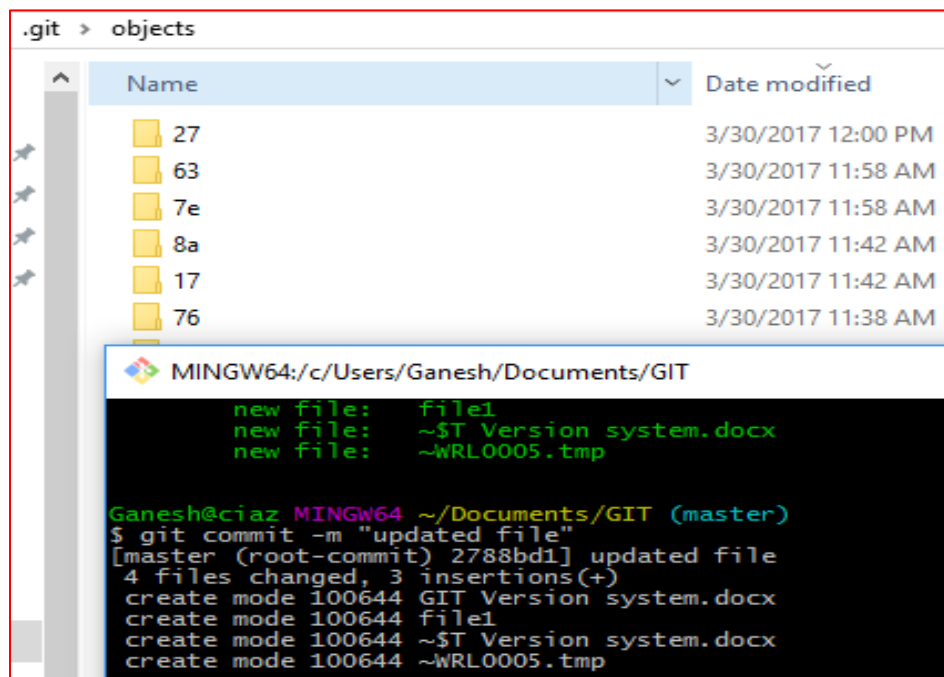 .git > objects
Name Date modified
27 3/30/2017 12:00 PM
63 3/30/2017 11:58 AM
7e 3/30/2017 11:58 AM
8a 3/30/2017 11:42 AM
17 3/30/2017 11:42 AM
76 3/30/2017 11:38 AM
MINGW64:/c/Users/Ganesh/Documents/GIT
new file: file1
new file: ~$T Version system.docx
new file: ~WRL0005.tmp
Ganesh@ciaz MINGW64 ~/Documents/GIT (master)
$ git commit -m "updated file"
[master (root-commit) 2788bd1] updated file
4 files changed, 3 insertions(+)
create mode 100644 GIT Version system.docx
create mode 100644 file1
create mode 100644 ~$T Version system.docx
create mode 100644 ~WRL0005.tmp